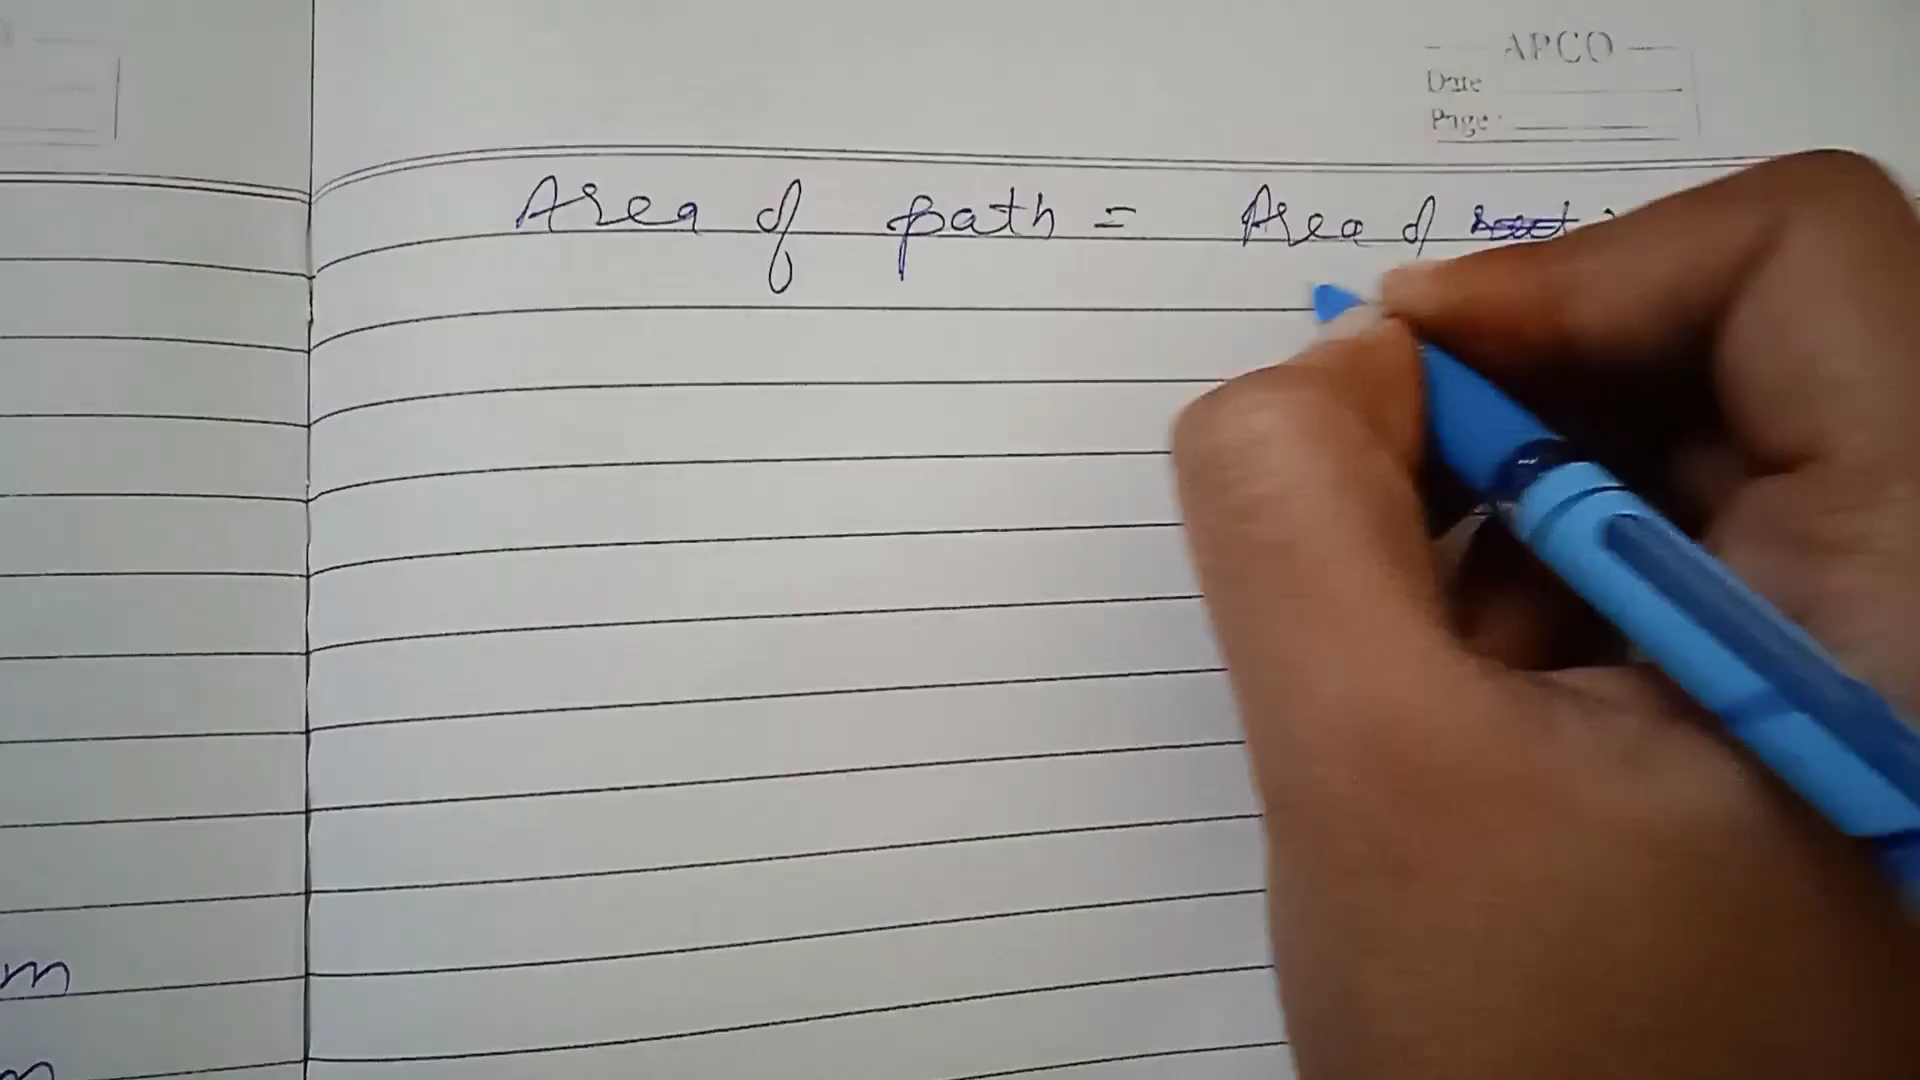 APCO
Date
Page:
Area of path = Area of
m
m